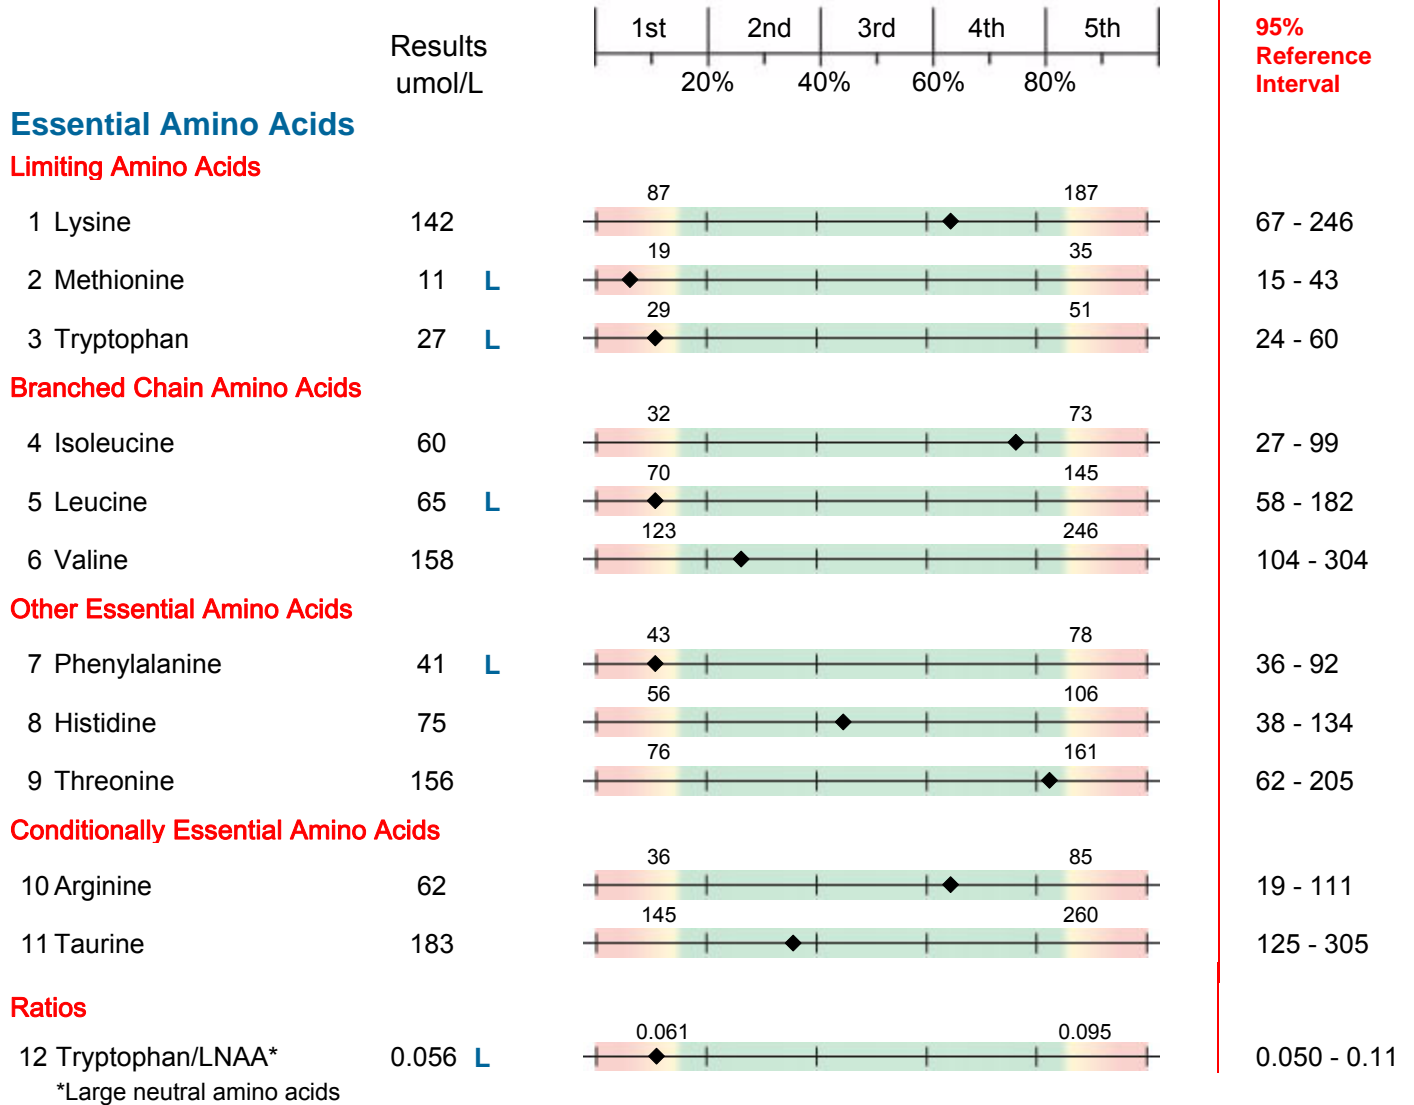 1st 2nd 3rd 4th 5th
Results
umol/L
20% 40% 60% 80%
95%
Reference
Interval
Essential Amino Acids
Limiting Amino Acids
87 187
1 Lysine 142 67 - 246
19 35
2 Methionine 11 L 15 - 43
29 51
3 Tryptophan 27 L 24 - 60
Branched Chain Amino Acids
32 73
4 Isoleucine 60 27 - 99
70 145
5 Leucine 65 L 58 - 182
123 246
6 Valine 158 104 - 304
Other Essential Amino Acids
43 78
7 Phenylalanine 41 L 36 - 92
56 106
8 Histidine 75 38 - 134
76 161
9 Threonine 156 62 - 205
Conditionally Essential Amino Acids
36 85
10 Arginine 62 19 - 111
145 260
11 Taurine 183 125 - 305
Ratios
0.061 0.095
12 Tryptophan/LNAA* 0.056 L 0.050 - 0.11
*Large neutral amino acids